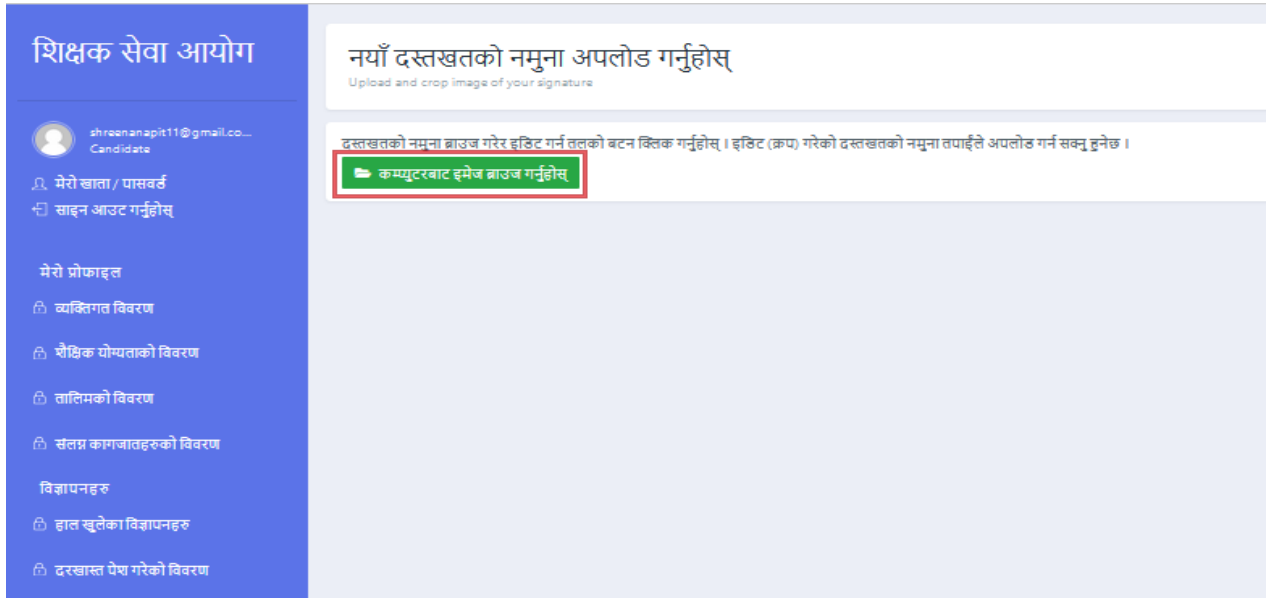 शिक्षक सेवा आयोग
shreenanapit11@gmail.co...
Candidate
मेरो खाता / पासवर्ड
साइन आउट गर्नुहोस्
मेरो प्रोफाइल
व्यक्तिगत विवरण
शैक्षिक योग्यताको विवरण
तालिमको विवरण
संलग्न कागजातहरुको विवरण
विज्ञापनहरु
हाल खुलेका विज्ञापनहरु
दरखास्त पेश गरेको विवरण
नयाँ दस्तखतको नमुना अपलोड गर्नुहोस्
Upload and crop image of your signature
दस्तखतको नमुना ब्राउज गरेर इडिट गर्न तलको बटन क्लिक गर्नुहोस् । इडिट (क्रप) गरेको दस्तखतको नमुना तपाईंले अपलोड गर्न सक्नु हुनेछ ।
कम्प्युटरबाट इमेज ब्राउज गर्नुहोस्